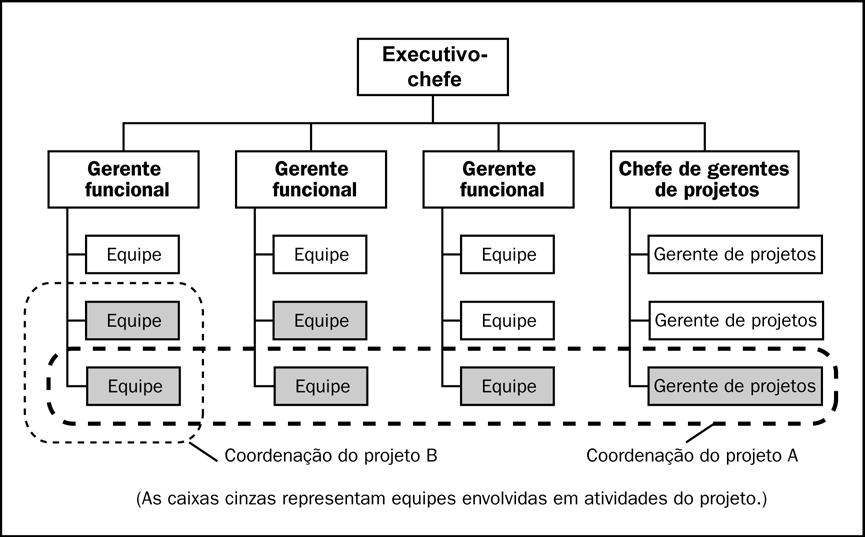 Executivo-
chefe
Gerente
funcional
Gerente
funcional
Gerente
funcional
Chefe de gerentes
de projetos
Equipe
Equipe
Equipe
Gerente de projetos
Equipe
Equipe
Equipe
Gerente de projetos
Equipe
Equipe
Equipe
Gerente de projetos
Coordenação do projeto B
Coordenação do projeto A
(As caixas cinzas representam equipes envolvidas em atividades do projeto.)